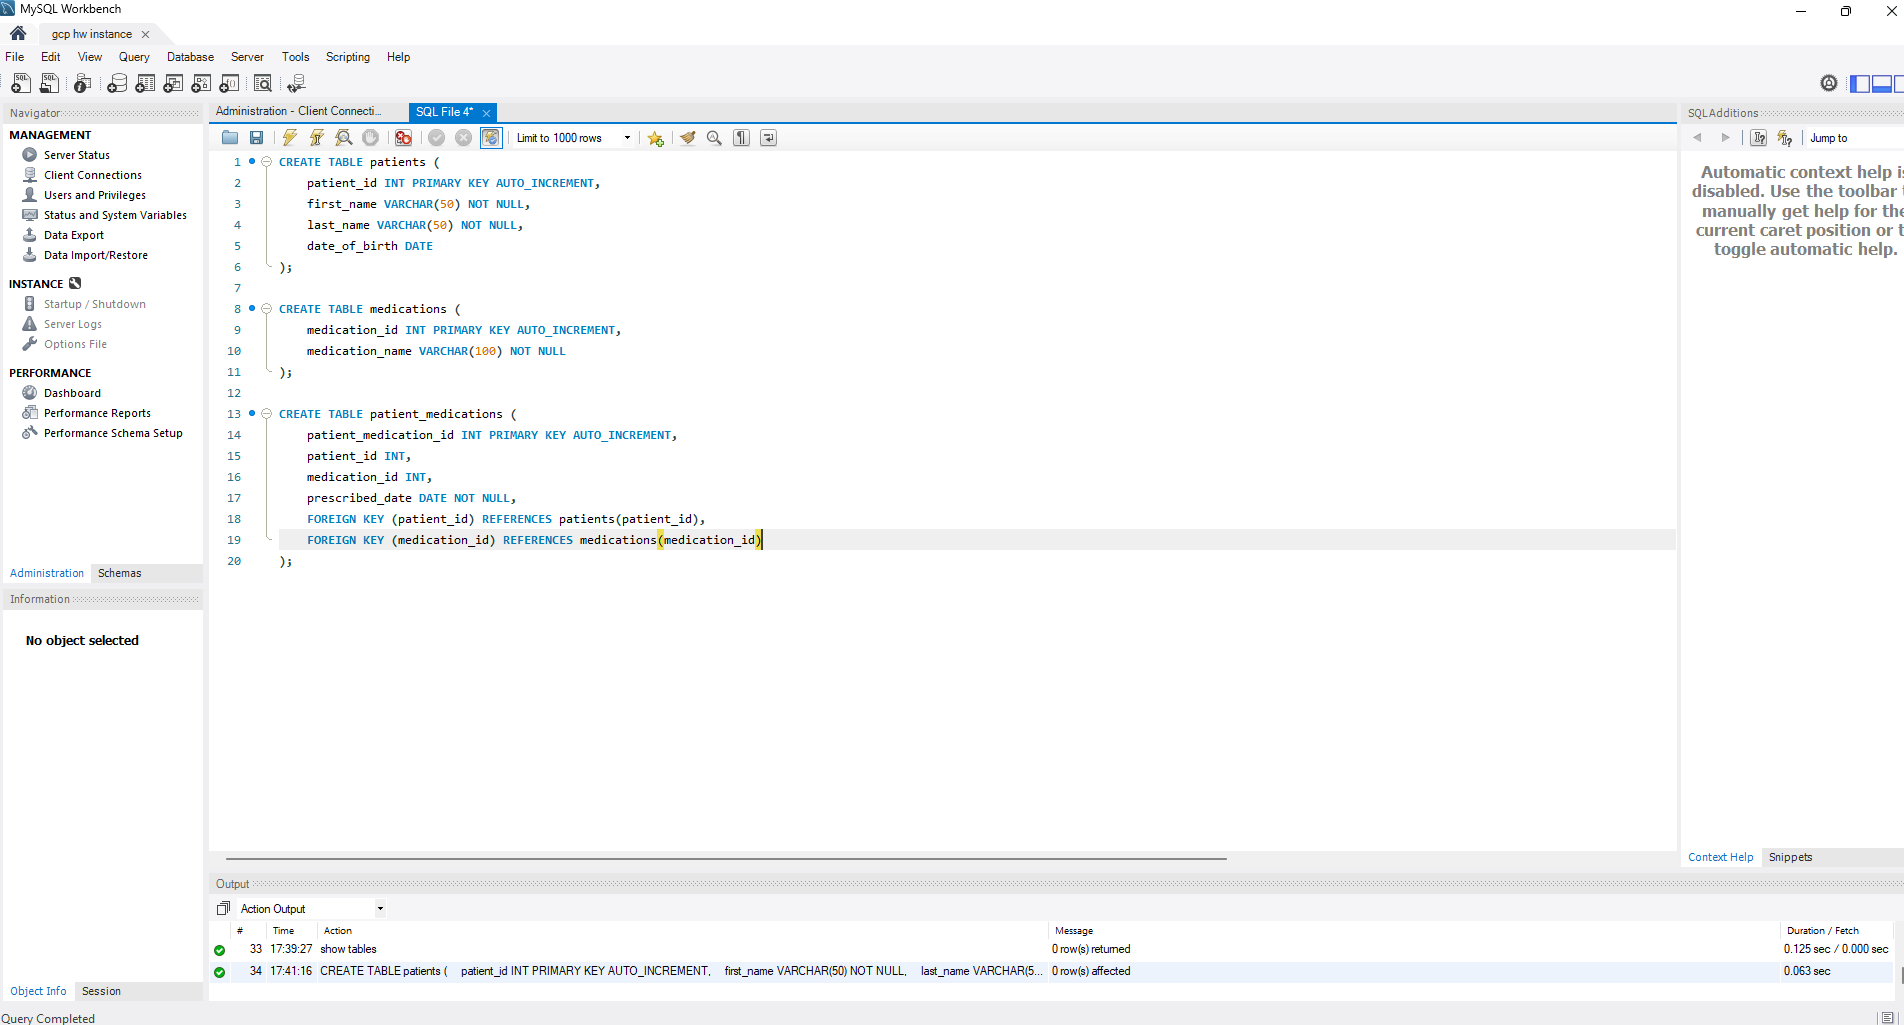 MySQL Workbench
gcp hw instance
File Edit View Query Database Server Tools Scripting Help
Navigator
MANAGEMENT
Server Status
Client Connections
Users and Privileges
Status and System Variables
Data Export
Data Import/Restore
INSTANCE
Startup / Shutdown
Server Logs
Options File
PERFORMANCE
Dashboard
Performance Reports
Performance Schema Setup
Administration Schemas
Information
No object selected
Object Info Session
Administration - Client Connecti... SQL File 4*
Limit to 1000 rows
1 CREATE TABLE patients (
2 patient_id INT PRIMARY KEY AUTO_INCREMENT,
3 first_name VARCHAR(50) NOT NULL,
4 last_name VARCHAR(50) NOT NULL,
5 date_of_birth DATE
6 );
7
8 CREATE TABLE medications (
9 medication_id INT PRIMARY KEY AUTO_INCREMENT,
10 medication_name VARCHAR(100) NOT NULL
11 );
12
13 CREATE TABLE patient_medications (
14 patient_medication_id INT PRIMARY KEY AUTO_INCREMENT,
15 patient_id INT,
16 medication_id INT,
17 prescribed_date DATE NOT NULL,
18 FOREIGN KEY (patient_id) REFERENCES patients(patient_id),
19 FOREIGN KEY (medication_id) REFERENCES medications(medication_id)
20 );
SQLAdditions
Jump to
Automatic context help is
disabled. Use the toolbar t
manually get help for the
current caret position or t
toggle automatic help.
Context Help Snippets
Output
Action Output
# Time Action Message Duration / Fetch
33 17:39:27 show tables 0 row(s) returned 0.125 sec / 0.000 sec
34 17:41:16 CREATE TABLE patients ( patient_id INT PRIMARY KEY AUTO_INCREMENT, first_name VARCHAR(50) NOT NULL, last_name VARCHAR(5... 0 row(s) affected 0.063 sec
Query Completed